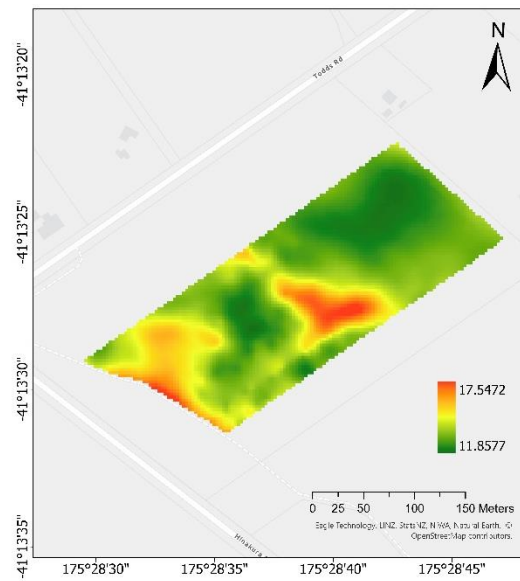 N
-41°13'20"
Todds Rd
-41°13'25"
-41°13'30"
17.5472
11.8577
0 25 50 100 150 Meters
Eagle Technology, LINZ, StatsNZ, NIWA, Natural Earth, ©
OpenStreetMap contributors.
Hinakura
-41°13'35"
175°28'30" 175°28'35" 175°28'40" 175°28'45"